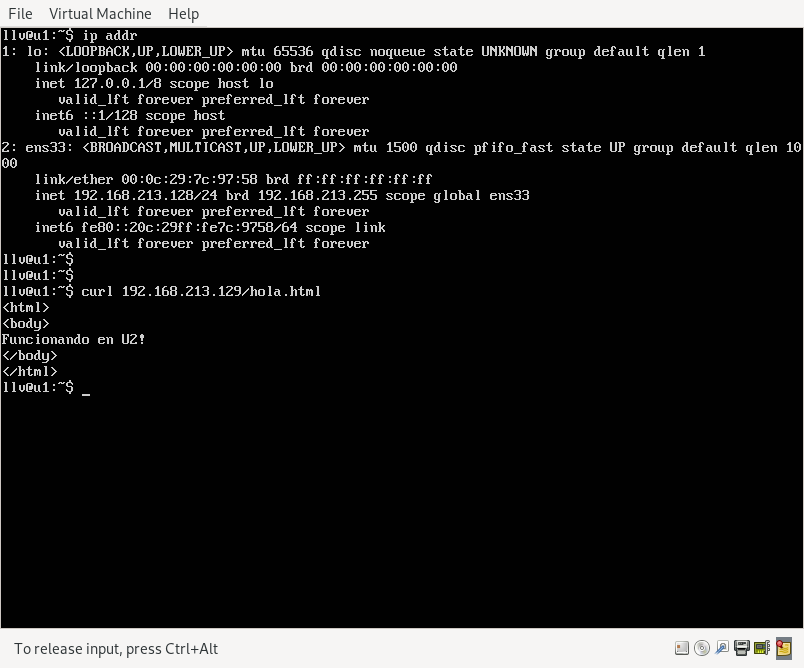 File Virtual Machine Help
llv@u1:~$ ip addr
1: lo: <LOOPBACK,UP,LOWER_UP> mtu 65536 qdisc noqueue state UNKNOWN group default qlen 1
link/loopback 00:00:00:00:00:00 brd 00:00:00:00:00:00
inet 127.0.0.1/8 scope host lo
valid_lft forever preferred_lft forever
inet6 ::1/128 scope host
valid_lft forever preferred_lft forever
2: ens33: <BROADCAST,MULTICAST,UP,LOWER_UP> mtu 1500 qdisc pfifo_fast state UP group default qlen 10
00
link/ether 00:0c:29:7c:97:58 brd ff:ff:ff:ff:ff:ff
inet 192.168.213.128/24 brd 192.168.213.255 scope global ens33
valid_lft forever preferred_lft forever
inet6 fe80::20c:29ff:fe7c:9758/64 scope link
valid_lft forever preferred_lft forever
llv@u1:~$
llv@u1:~$
llv@u1:~$ curl 192.168.213.129/hola.html
<html>
<body>
Funcionando en U2!
</body>
</html>
llv@u1:~$ _
To release input, press Ctrl+Alt